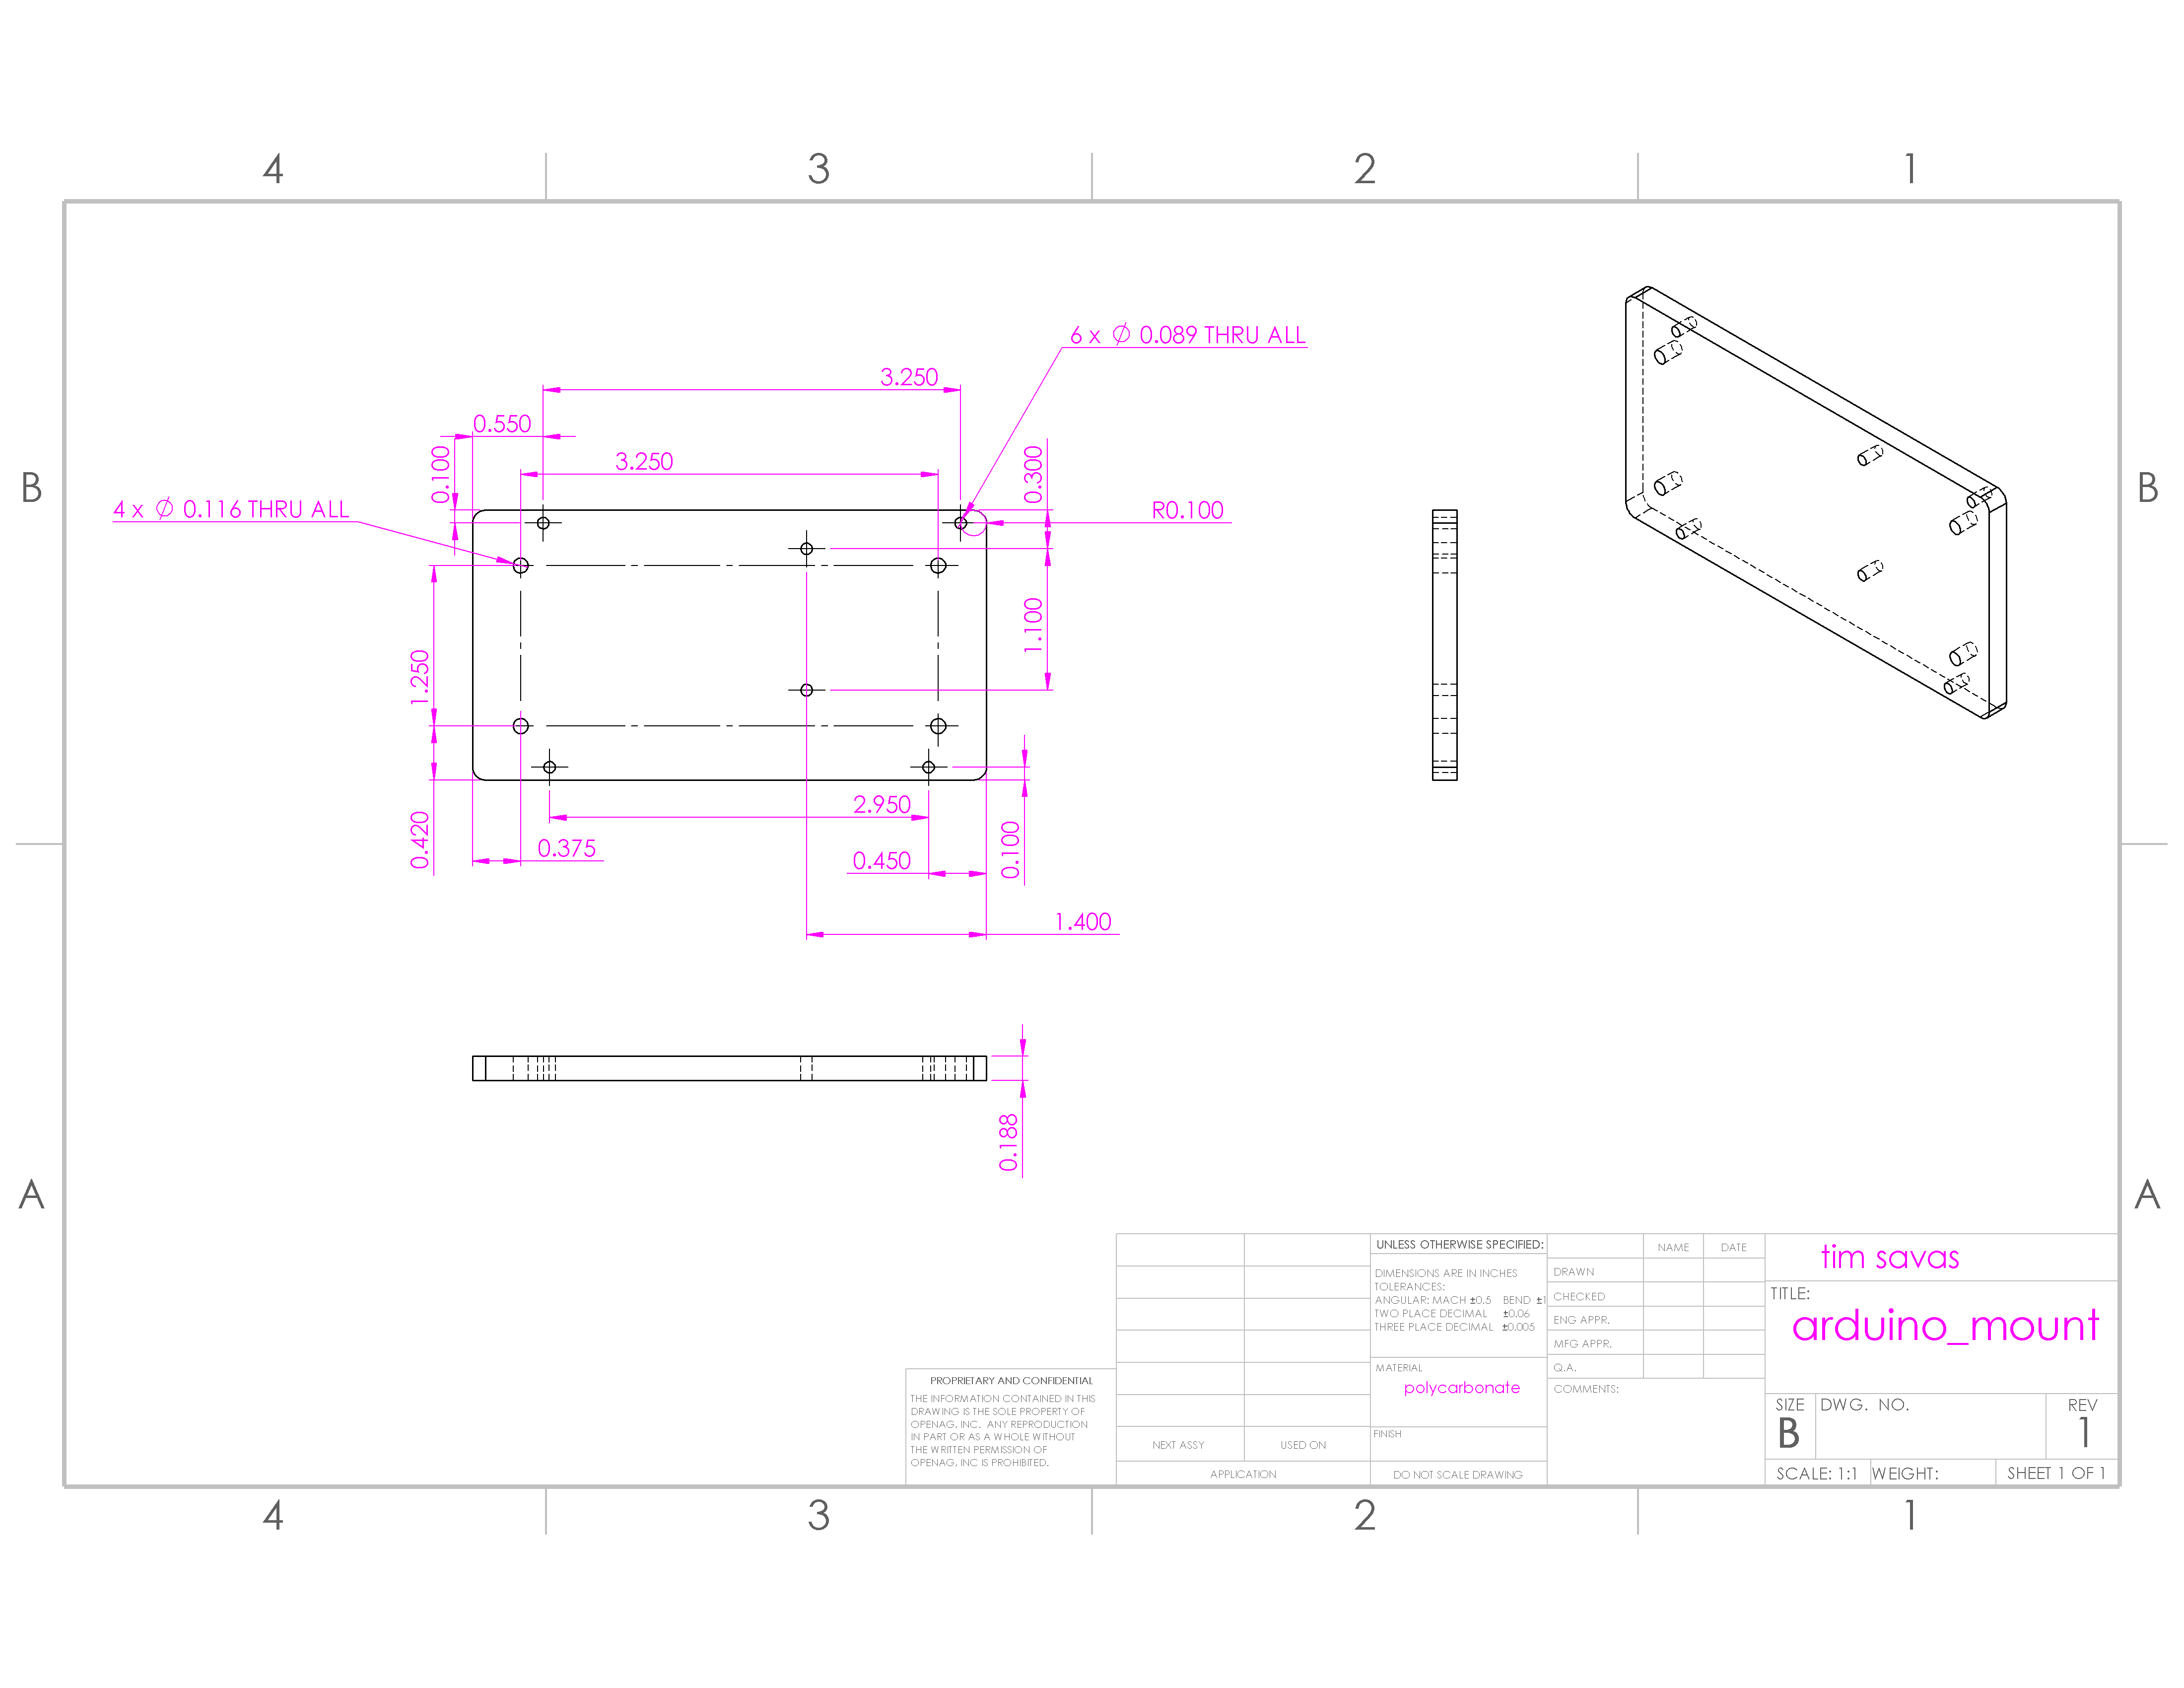 4 3 2 1
6 x ∅ 0.089 THRU ALL
3.250
0.550
3.250
0.100
0.300
B
B
4 x ∅ 0.116 THRU ALL
R0.100
1.100
1.250
2.950
0.420
0.375
0.450
0.100
1.400
0.188
A
A
PROPRIETARY AND CONFIDENTIAL
THE INFORMATION CONTAINED IN THIS
DRAWING IS THE SOLE PROPERTY OF
OPENAG, INC. ANY REPRODUCTION
IN PART OR AS A WHOLE WITHOUT
THE WRITTEN PERMISSION OF
OPENAG, INC IS PROHIBITED.
NEXT ASSY
USED ON
APPLICATION
UNLESS OTHERWISE SPECIFIED:
DIMENSIONS ARE IN INCHES
TOLERANCES:
ANGULAR: MACH ±0.5 BEND ±1
TWO PLACE DECIMAL ±0.06
THREE PLACE DECIMAL ±0.005
MATERIAL
polycarbonate
FINISH
DO NOT SCALE DRAWING
NAME DATE
DRAWN
CHECKED
ENG APPR.
MFG APPR.
Q.A.
COMMENTS:
tim savas
TITLE:
arduino_mount
SIZE
B
DWG. NO.
REV
1
SCALE: 1:1
WEIGHT:
SHEET 1 OF 1
4 3 2 1